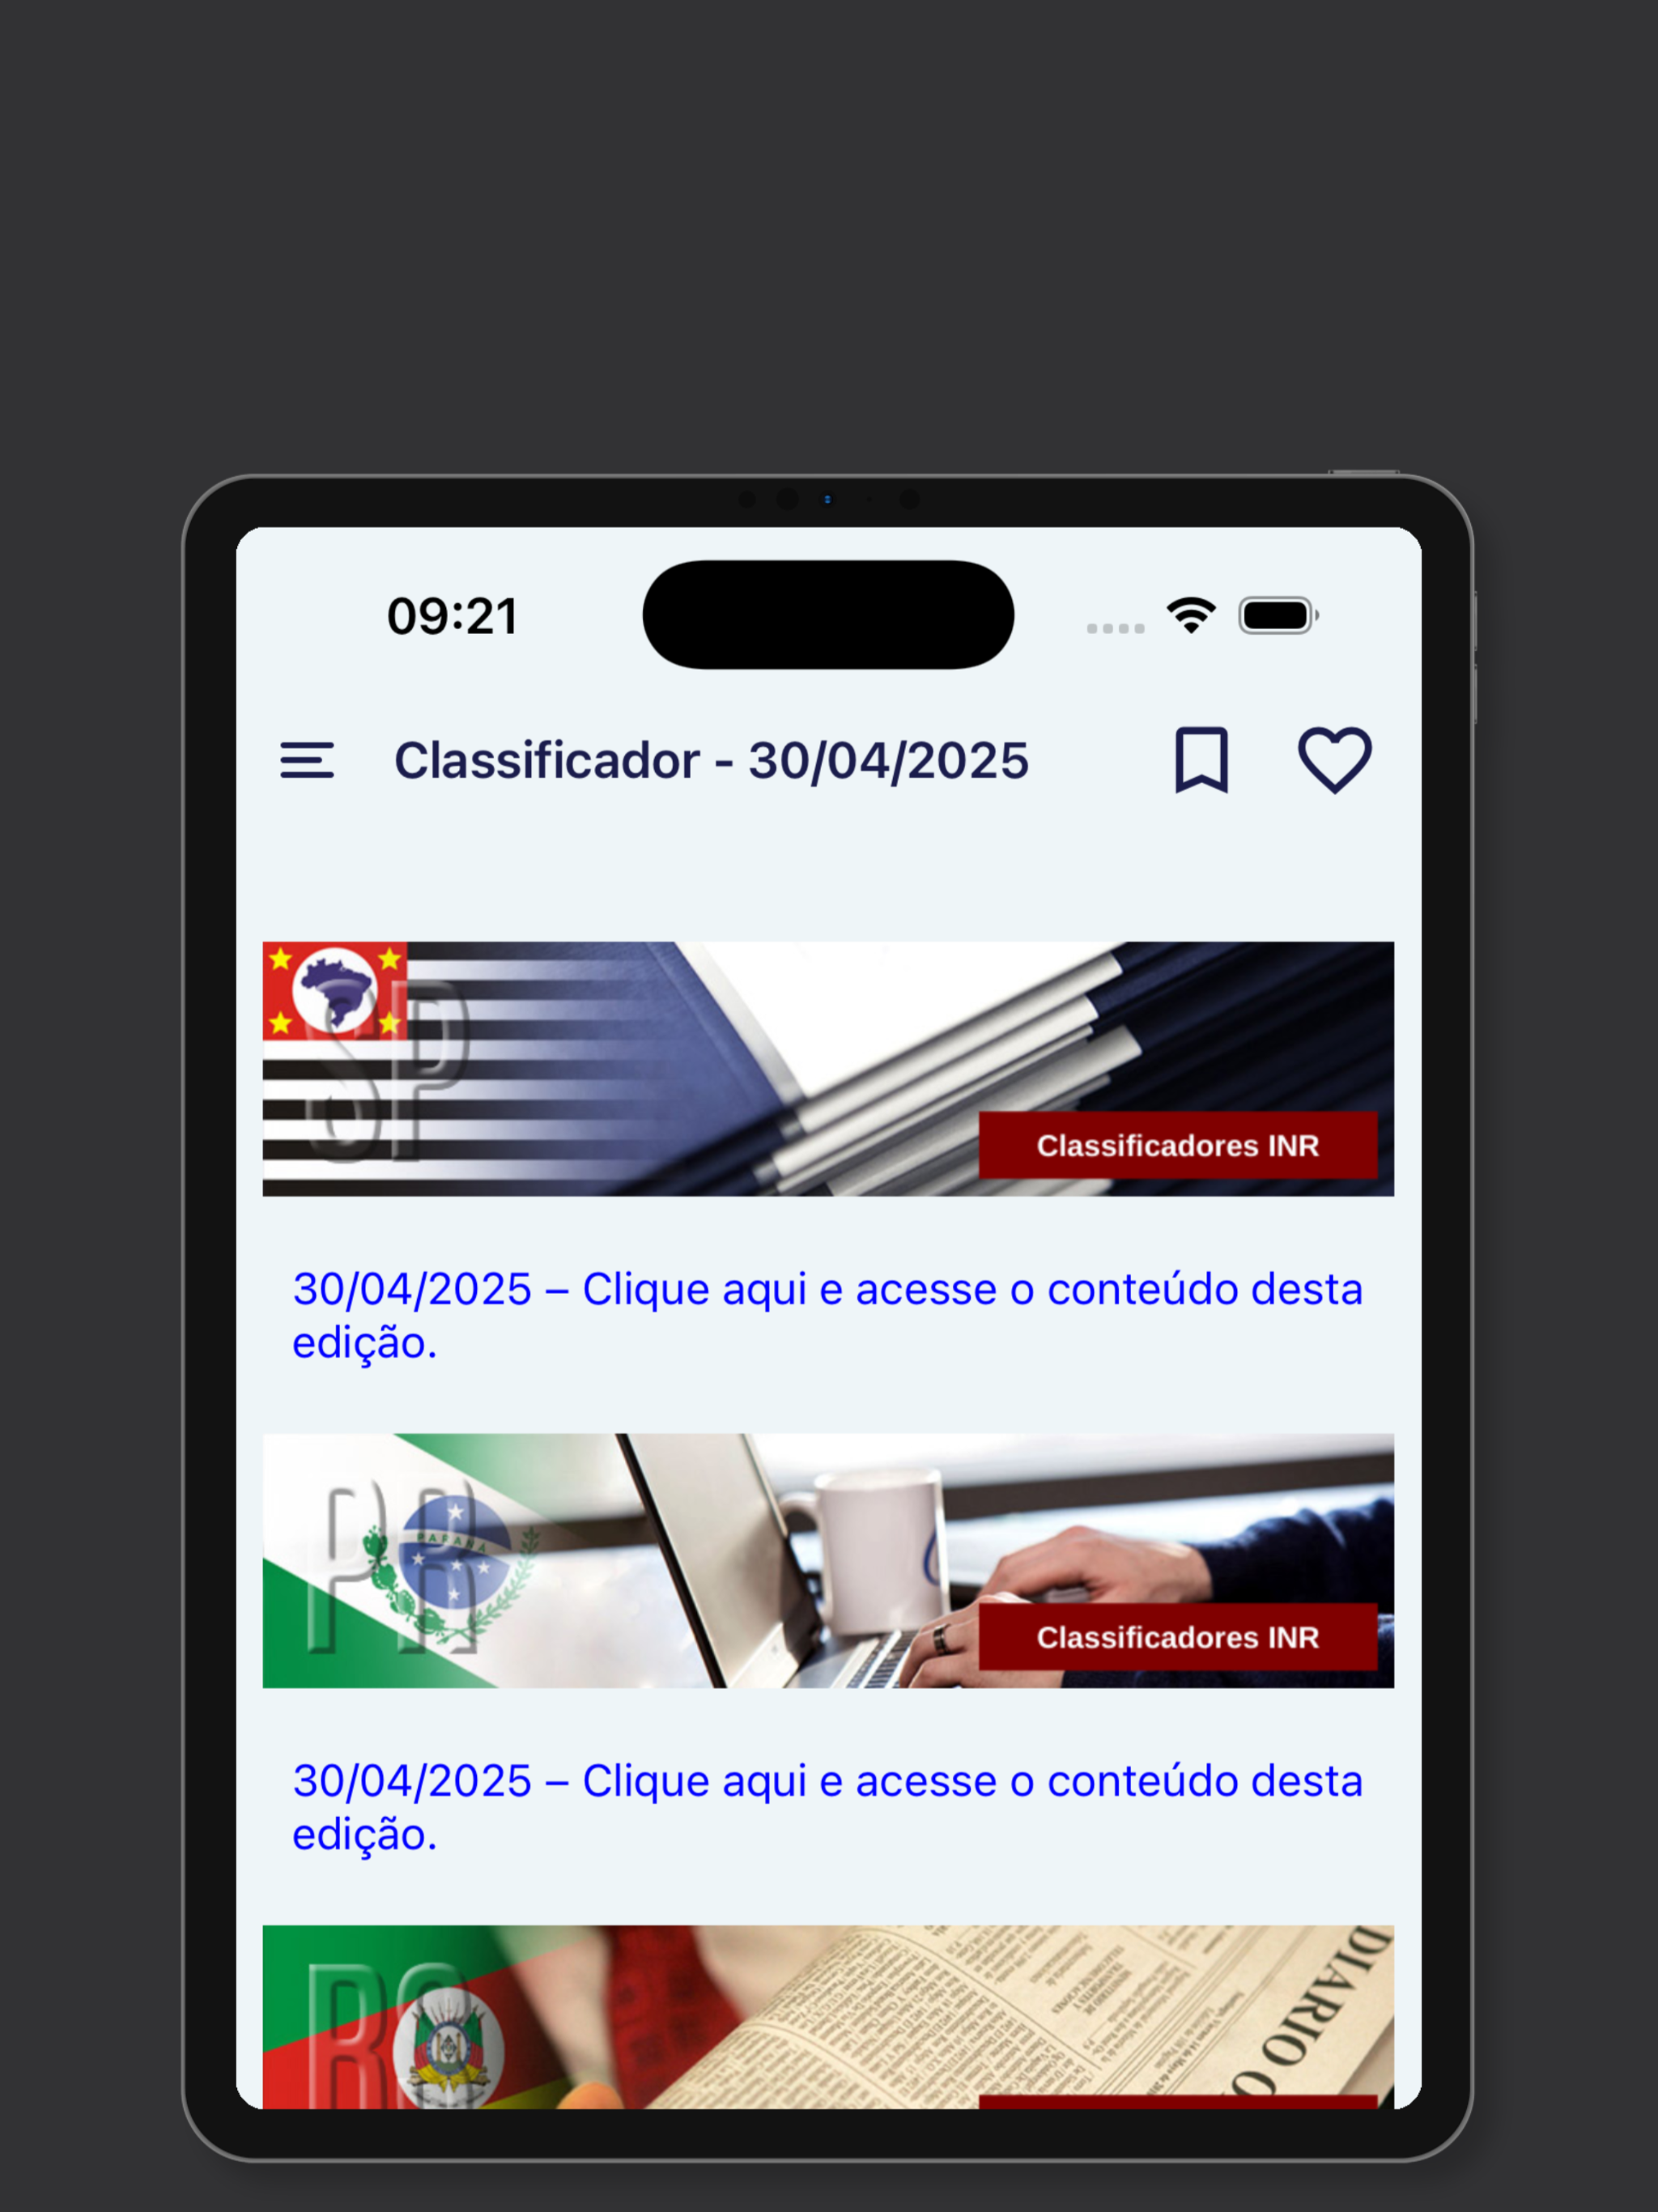 09:21
Classificador - 30/04/2025
SP
Classificadores INR
30/04/2025 – Clique aqui e acesse o conteúdo desta
edição.
PR
PARANÁ
Classificadores INR
30/04/2025 – Clique aqui e acesse o conteúdo desta
edição.
DIARIO